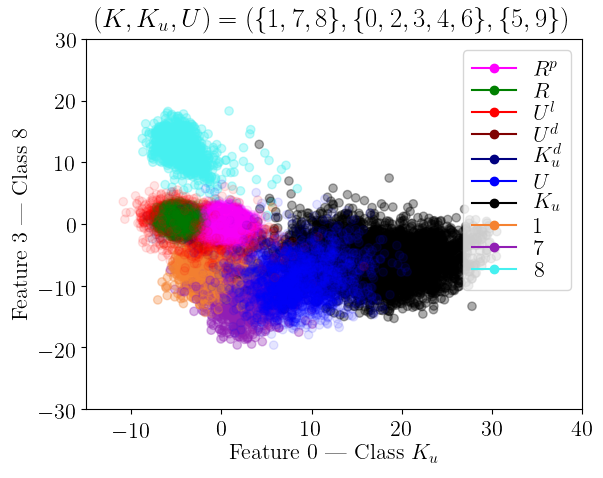 (K, K_u, U) = ({1, 7, 8}, {0, 2, 3, 4, 6}, {5, 9})
30
20
10
0
−10
−20
−30
Feature 3 — Class 8
−10
0
10
20
30
40
Feature 0 — Class K_u
R^p
R
U^l
U^d
K_u^d
U
K_u
1
7
8